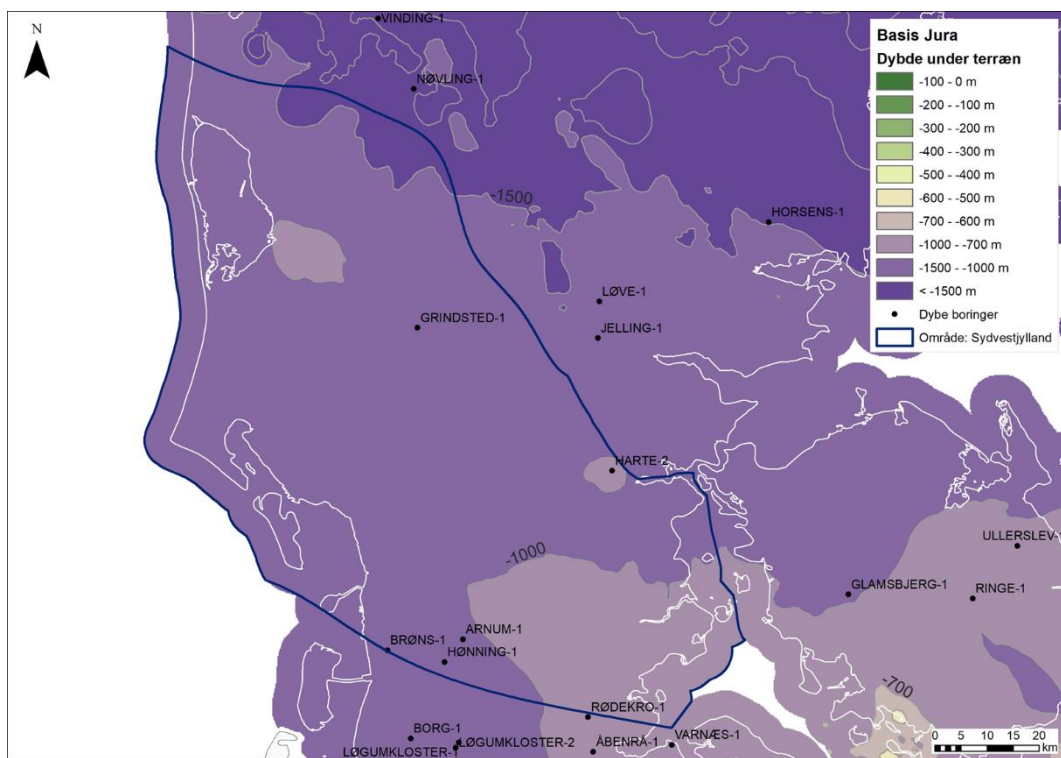 N
VINDING-1
NØVLING-1
-1500
HORSENS-1
LØVE-1
JELLING-1
GRINDSTED-1
HARTE-2
-1000
ULLERSLEV-
GLAMSBJERG-1
RINGE-1
ARNUM-1
BRØNS-1
HØNNING-1
-700
RØDEKRO-1
BORG-1
LØGUMKLOSTER-2
LØGUMKLOSTER-1
ÅBENRÅ-1
VARNÆS-1
Basis Jura
Dybde under terræn
-100 - 0 m
-200 - -100 m
-300 - -200 m
-400 - -300 m
-500 - -400 m
-600 - -500 m
-700 - -600 m
-1000 - -700 m
-1500 - -1000 m
< -1500 m
Dybe boringer
Område: Sydvestjylland
0 5 10 15 20
km